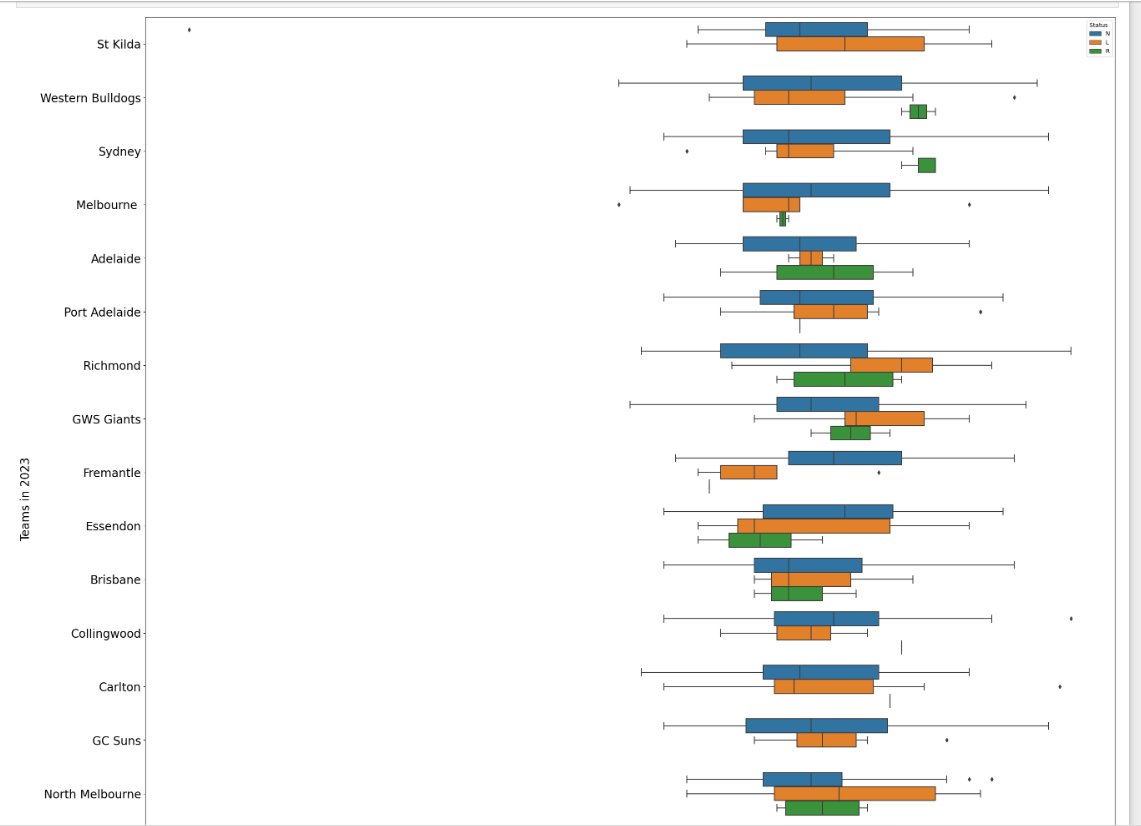 Status
N
L
R
St Kilda
Western Bulldogs
Sydney
Melbourne
Adelaide
Port Adelaide
Richmond
GWS Giants
Fremantle
Essendon
Brisbane
Collingwood
Carlton
GC Suns
North Melbourne
Teams in 2023